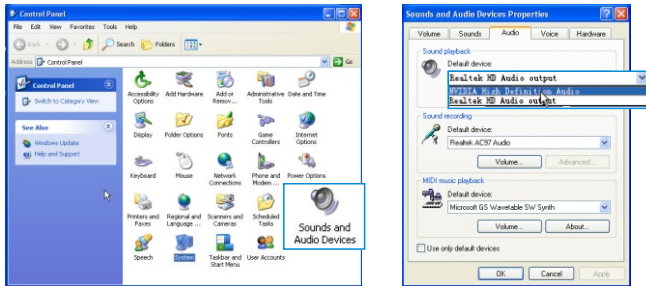 Control Panel
File Edit View Favorites Tools Help
Back Search Folders
Address Control Panel Go
Control Panel
Switch to Category View
See Also
Windows Update
Help and Support
Accessibility Options
Add Hardware
Add or Remov...
Administrative Tools
Date and Time
Display
Folder Options
Fonts
Game Controllers
Internet Options
Keyboard
Mouse
Network Connections
Phone and Modem ...
Power Options
Printers and Faxes
Regional and Language ...
Scanners and Cameras
Scheduled Tasks
Sounds and
Audio Devices
Speech
System
Taskbar and Start Menu
User Accounts
Sounds and Audio Devices Properties
Volume Sounds Audio Voice Hardware
Sound playback
Default device:
Realtek HD Audio output
NVIDIA High Definition Audio
Realtek HD Audio output
Sound recording
Default device:
Realtek AC97 Audio
Volume... Advanced...
MIDI music playback
Default device:
Microsoft GS Wavetable SW Synth
Volume... About...
Use only default devices
OK Cancel Apply